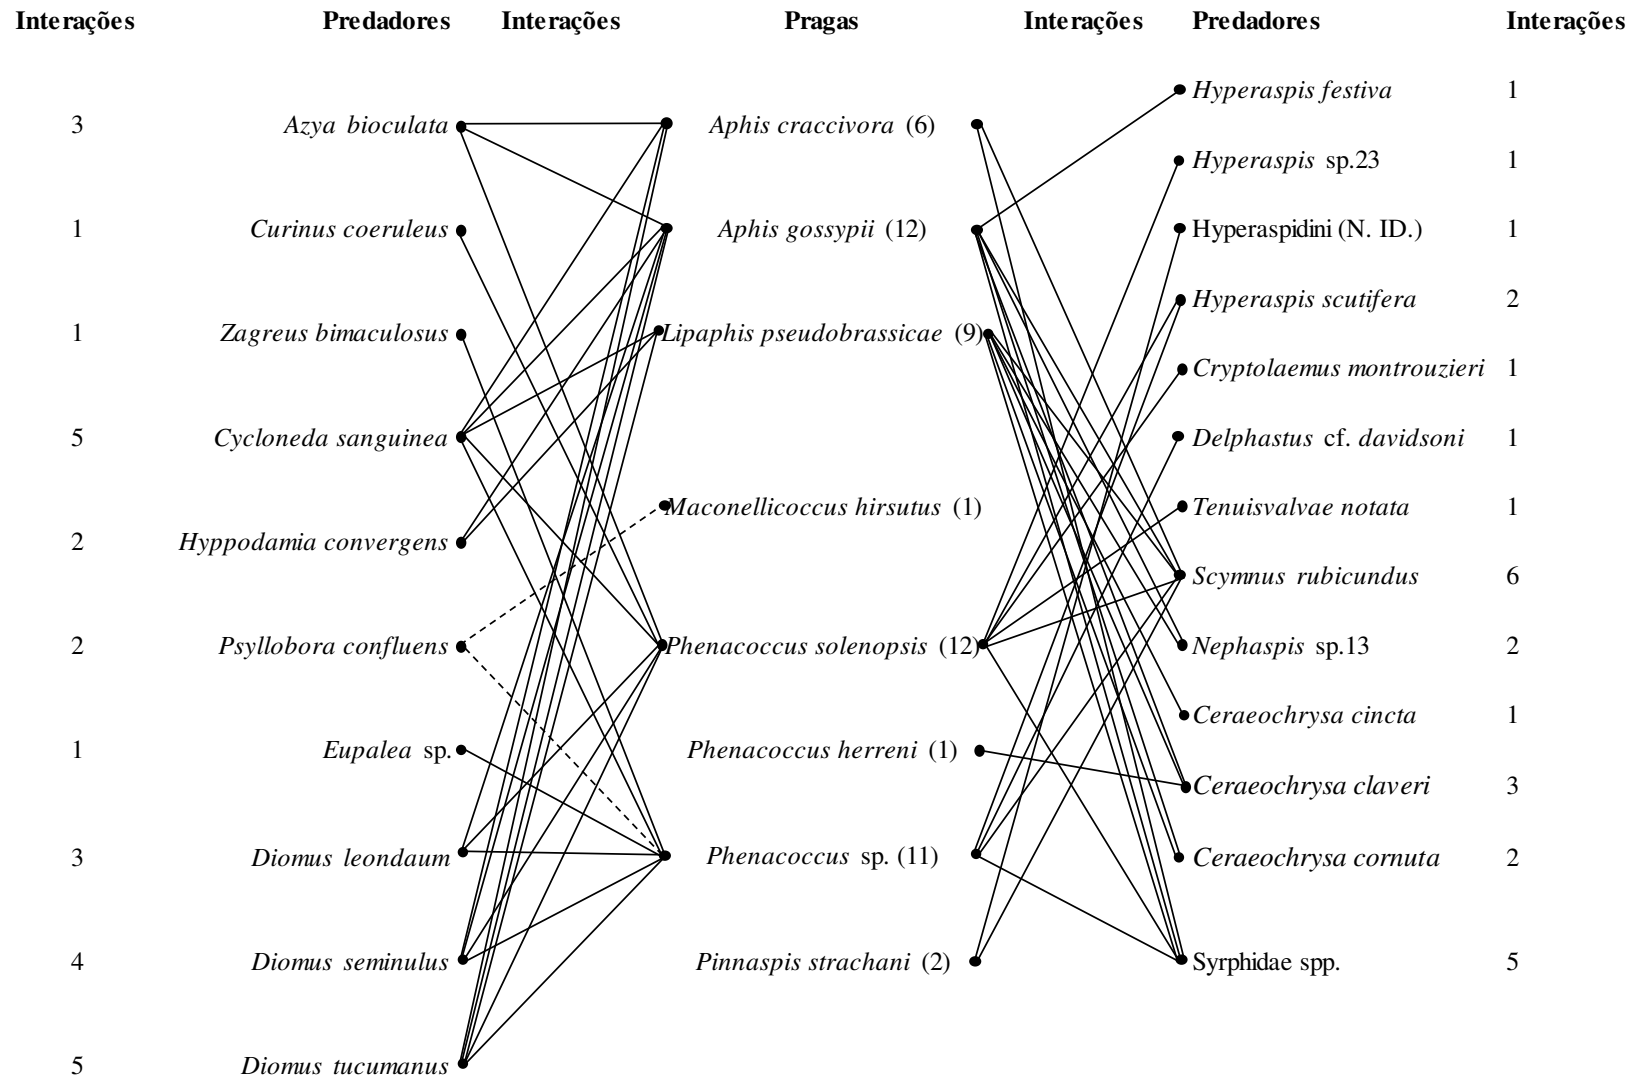 Interações Predadores Interações Pragas Interações Predadores Interações
Hyperaspis festiva 1
3 Azya bioculata Aphis craccivora (6)
Hyperaspis sp.23 1
1 Curinus coeruleus Aphis gossypii (12) Hyperaspidini (N. ID.) 1
Hyperaspis scutifera 2
1 Zagreus bimaculosus Lipaphis pseudobrassicae (9)
Cryptolaemus montrouzieri 1
5 Cycloneda sanguinea Delphastus cf. davidsoni 1
Maconellicoccus hirsutus (1) Tenuisvalvae notata 1
2 Hyppodamia convergens
Scymnus rubicundus 6
2 Psyllobora confluens Phenacoccus solenopsis (12) Nephaspis sp.13 2
Ceraeochrysa cincta 1
1 Eupalea sp. Phenacoccus herreni (1)
Ceraeochrysa claveri 3
3 Diomus leondaum Phenacoccus sp. (11) Ceraeochrysa cornuta 2
4 Diomus seminulus Pinnaspis strachani (2) Syrphidae spp. 5
5 Diomus tucumanus